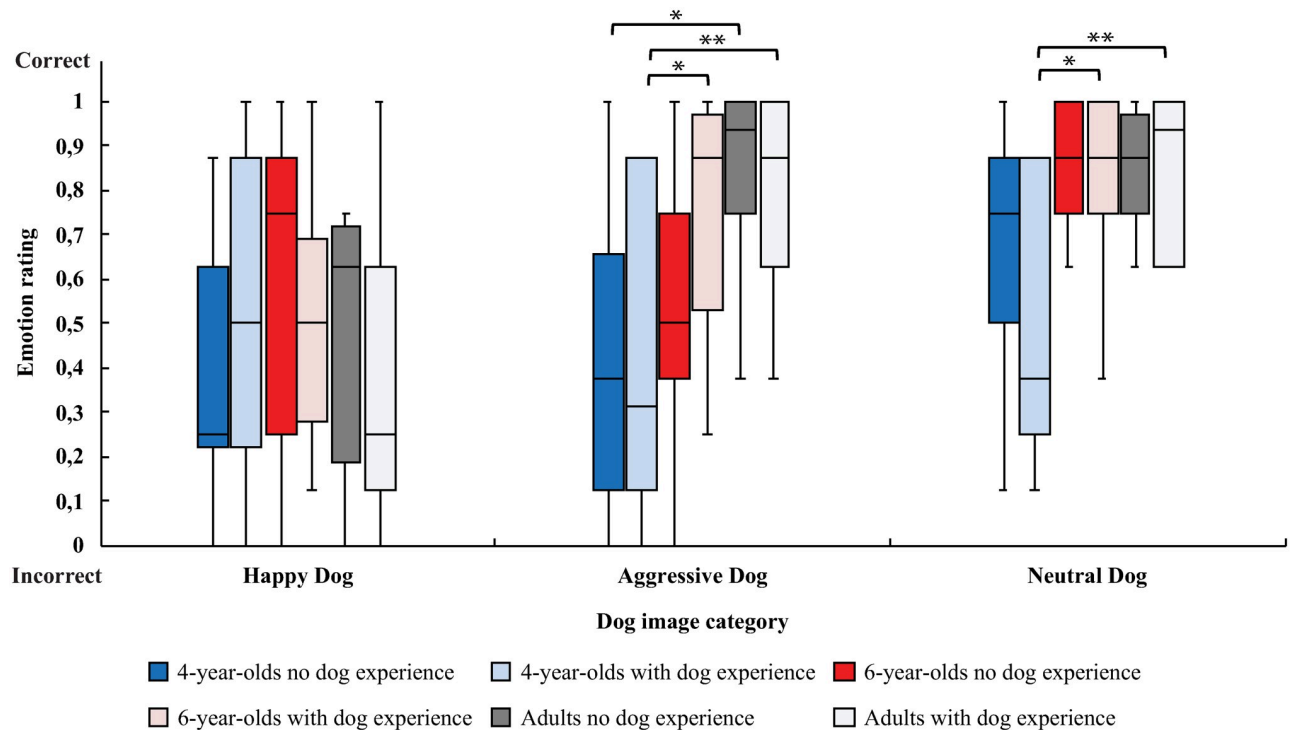 *
**
*
**
*
Correct
1
0,9
0,8
0,7
0,6
0,5
0,4
0,3
0,2
0,1
0
Emotion rating
Incorrect
Happy Dog Aggressive Dog Neutral Dog
Dog image category
4-year-olds no dog experience 4-year-olds with dog experience 6-year-olds no dog experience
6-year-olds with dog experience Adults no dog experience Adults with dog experience